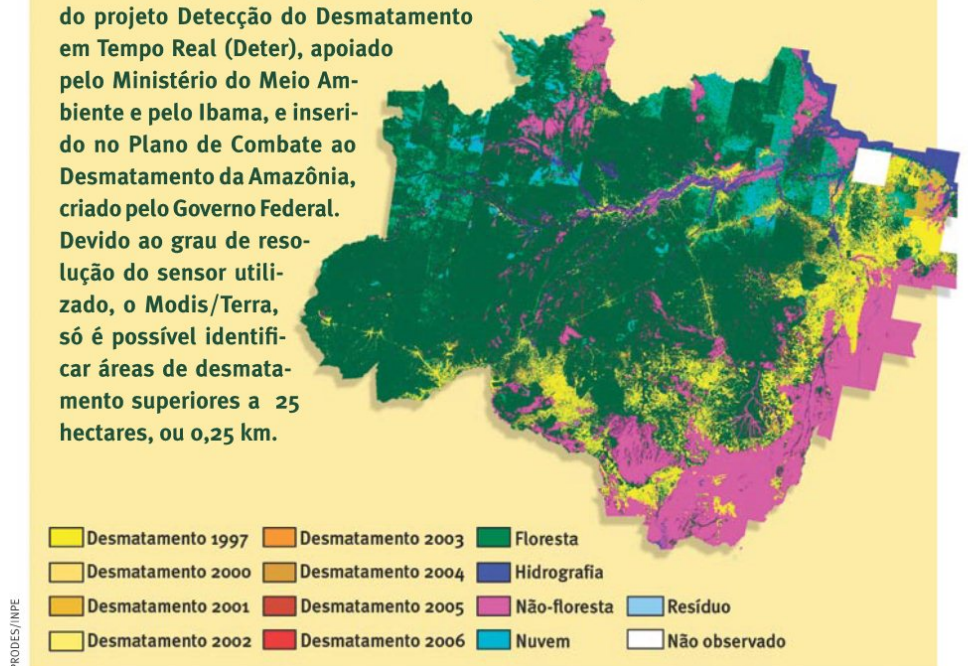 do projeto Detecção do Desmatamento
em Tempo Real (Deter), apoiado
pelo Ministério do Meio Am-
biente e pelo Ibama, e inseri-
do no Plano de Combate ao
Desmatamento da Amazônia,
criado pelo Governo Federal.
Devido ao grau de reso-
lução do sensor utili-
zado, o Modis/Terra,
só é possível identifi-
car áreas de desmata-
mento superiores a 25
hectares, ou 0,25 km.
Desmatamento 1997
Desmatamento 2000
Desmatamento 2001
Desmatamento 2002
Desmatamento 2003
Desmatamento 2004
Desmatamento 2005
Desmatamento 2006
Floresta
Hidrografia
Não-floresta
Nuvem
Resíduo
Não observado
PRODES/INPE